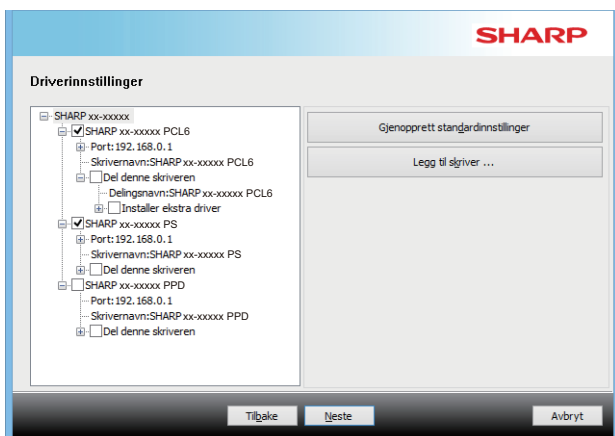 SHARP
Driverinnstillinger
SHARP xx-xxxxx
SHARP xx-xxxxx PCL6
Port:192.168.0.1
Skrivernavn:SHARP xx-xxxxx PCL6
Del denne skriveren
Delingsnavn:SHARP xx-xxxxx PCL6
Installer ekstra driver
SHARP xx-xxxxx PS
Port:192.168.0.1
Skrivernavn:SHARP xx-xxxxx PS
Del denne skriveren
SHARP xx-xxxxx PPD
Port:192.168.0.1
Skrivernavn:SHARP xx-xxxxx PPD
Del denne skriveren
Gjenopprett standardinnstillinger
Legg til skriver ...
Tilbake
Neste
Avbryt